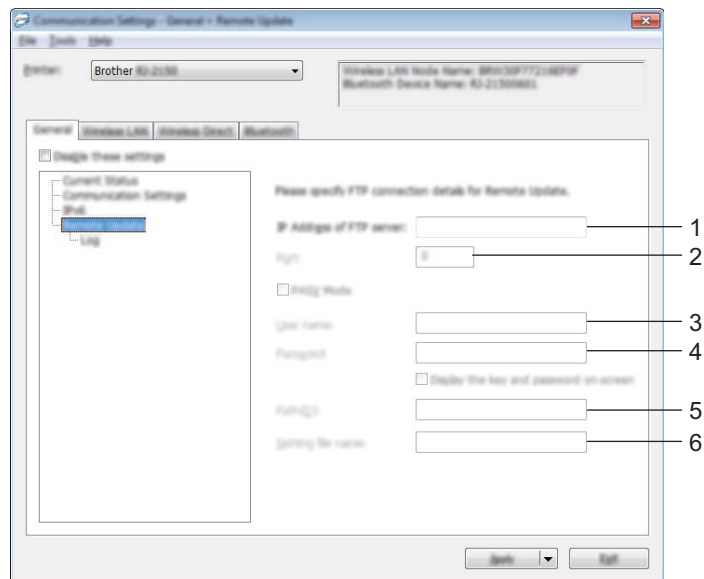 Communication Settings - General > Remote Update
File Tools Help
Printer:
Brother RJ-2150
Wireless LAN Node Name:
Bluetooth Device Name:
General Wireless LAN Wireless Direct Bluetooth
Disable these settings
Current Status
Communication Settings
IPv6
Remote Update
Log
Please specify FTP connection details for Remote Update.
IP Address of FTP server:
1
Port:
2
PASV Mode
User name:
3
Password:
4
Display the key and password on-screen
5
Setting file name:
6
Apply Exit